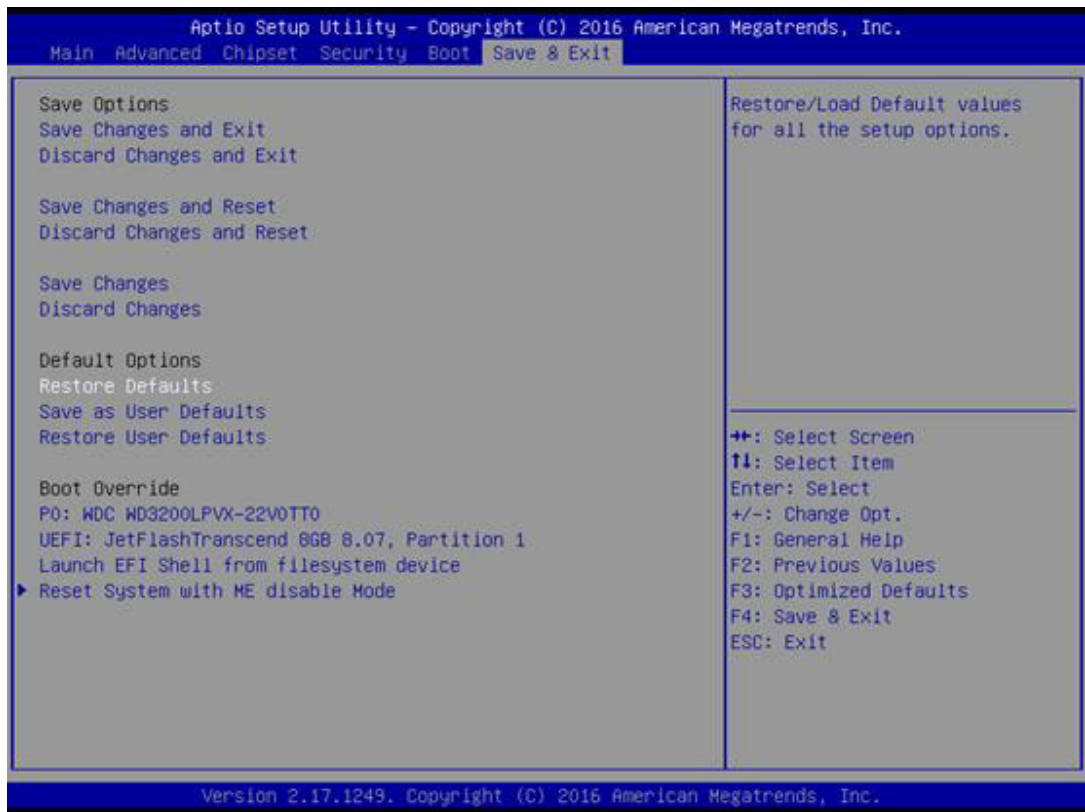 Aptio Setup Utility – Copyright (C) 2016 American Megatrends, Inc.
Main Advanced Chipset Security Boot Save & Exit
Save Options
Save Changes and Exit
Discard Changes and Exit
Save Changes and Reset
Discard Changes and Reset
Save Changes
Discard Changes
Default Options
Restore Defaults
Save as User Defaults
Restore User Defaults
Boot Override
P0: WDC WD3200LPVX-22V0TT0
UEFI: JetFlashTranscend 8GB 8.07, Partition 1
Launch EFI Shell from filesystem device
Reset System with ME disable Mode
Restore/Load Default values
for all the setup options.
→←: Select Screen
↑↓: Select Item
Enter: Select
+/-: Change Opt.
F1: General Help
F2: Previous Values
F3: Optimized Defaults
F4: Save & Exit
ESC: Exit
Version 2.17.1249. Copyright (C) 2016 American Megatrends, Inc.